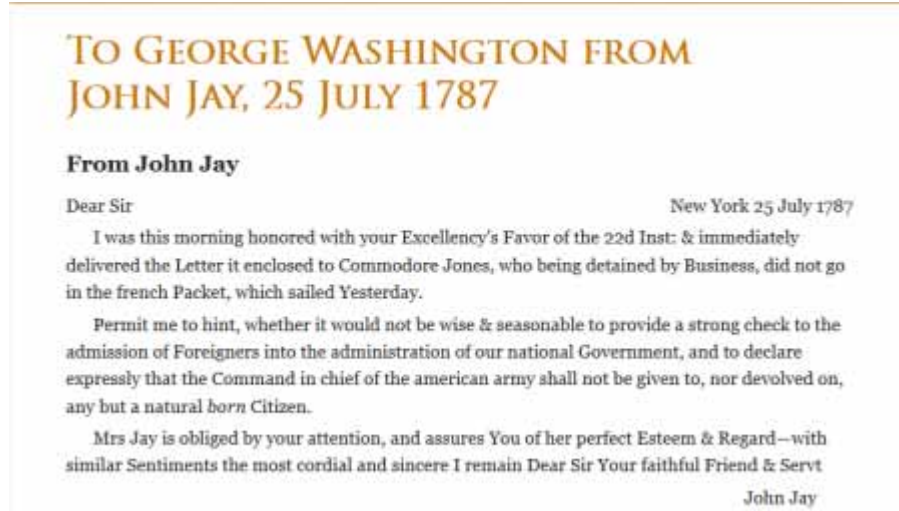 TO GEORGE WASHINGTON FROM
JOHN JAY, 25 JULY 1787
From John Jay
Dear Sir New York 25 July 1787
I was this morning honored with your Excellency's Favor of the 22d Inst: & immediately
delivered the Letter it enclosed to Commodore Jones, who being detained by Business, did not go
in the french Packet, which sailed Yesterday.
Permit me to hint, whether it would not be wise & seasonable to provide a strong check to the
admission of Foreigners into the administration of our national Government, and to declare
expressly that the Command in chief of the american army shall not be given to, nor devolved on,
any but a natural born Citizen.
Mrs Jay is obliged by your attention, and assures You of her perfect Esteem & Regard—with
similar Sentiments the most cordial and sincere I remain Dear Sir Your faithful Friend & Servt
John Jay